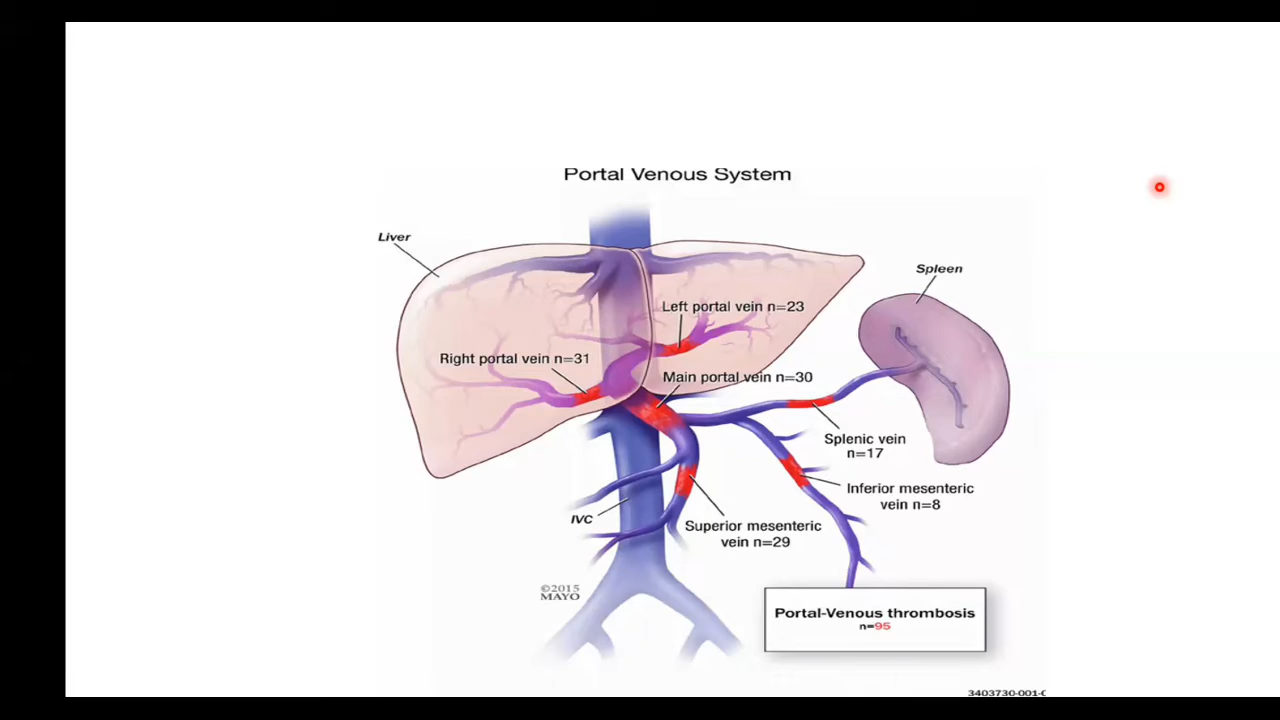 Portal Venous System
Liver
Spleen
Left portal vein n=23
Right portal vein n=31
Main portal vein n=30
Splenic vein
n=17
Inferior mesenteric
vein n=8
IVC
Superior mesenteric
vein n=29
©2015
MAYO
Portal-Venous thrombosis
n=95